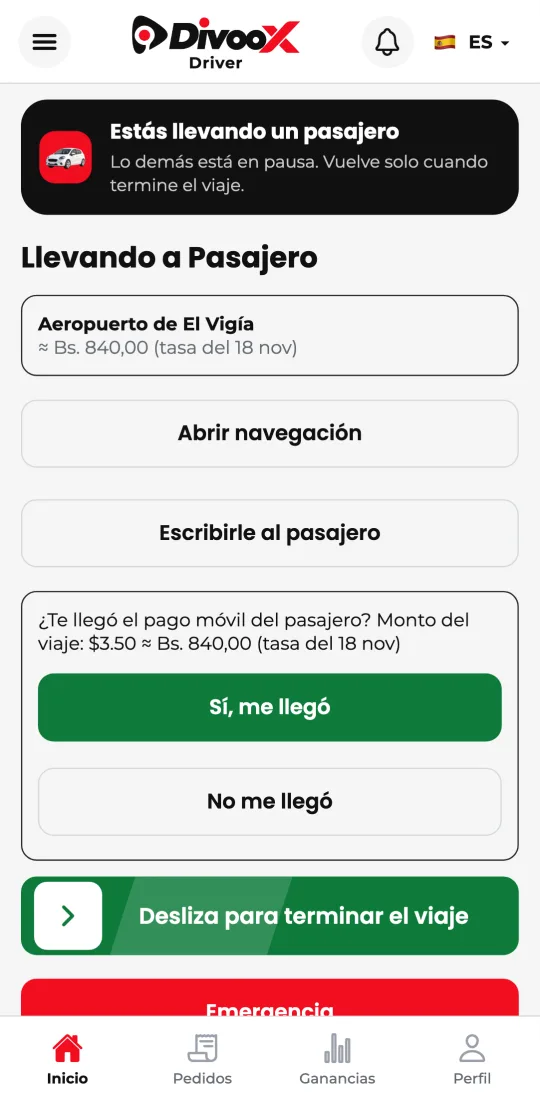 DivooX
Driver
ES
Estás llevando un pasajero
Lo demás está en pausa. Vuelve solo cuando
termine el viaje.
Llevando a Pasajero
Aeropuerto de El Vigía
≈ Bs. 840,00 (tasa del 18 nov)
Abrir navegación
Escribirle al pasajero
¿Te llegó el pago móvil del pasajero? Monto del
viaje: $3.50 ≈ Bs. 840,00 (tasa del 18 nov)
Sí, me llegó
No me llegó
Desliza para terminar el viaje
Emergencia
Inicio
Pedidos
Ganancias
Perfil